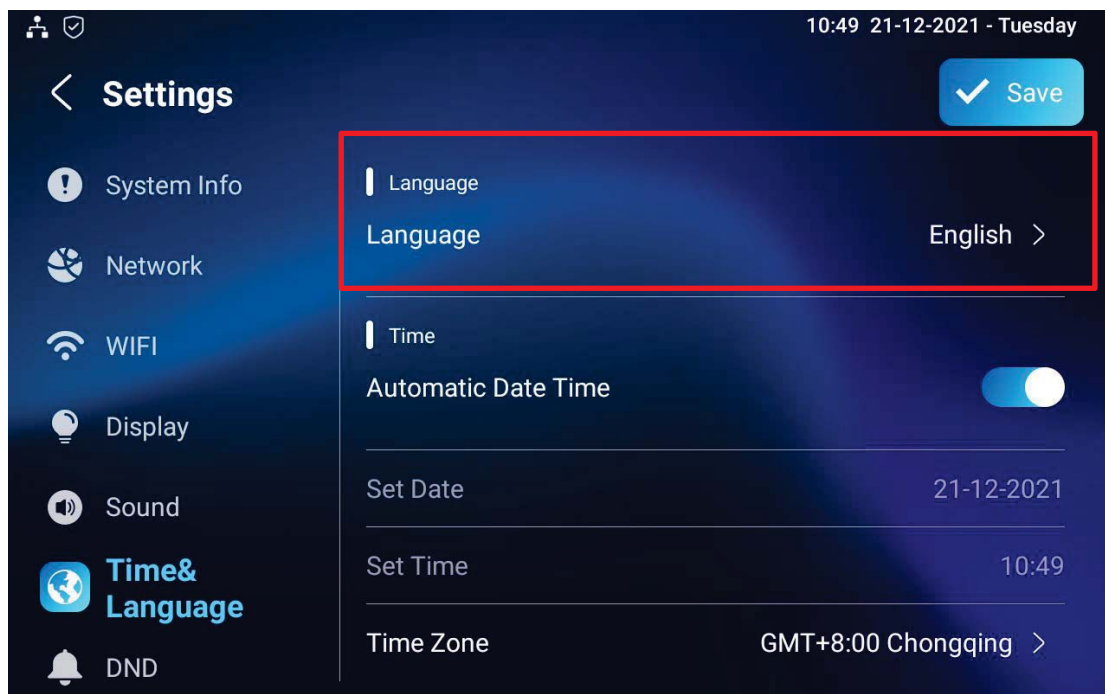 10:49 21-12-2021 - Tuesday
Settings
Save
System Info
Network
WIFI
Display
Sound
Time&
Language
DND
Language
Language English
Time
Automatic Date Time
Set Date 21-12-2021
Set Time 10:49
Time Zone GMT+8:00 Chongqing